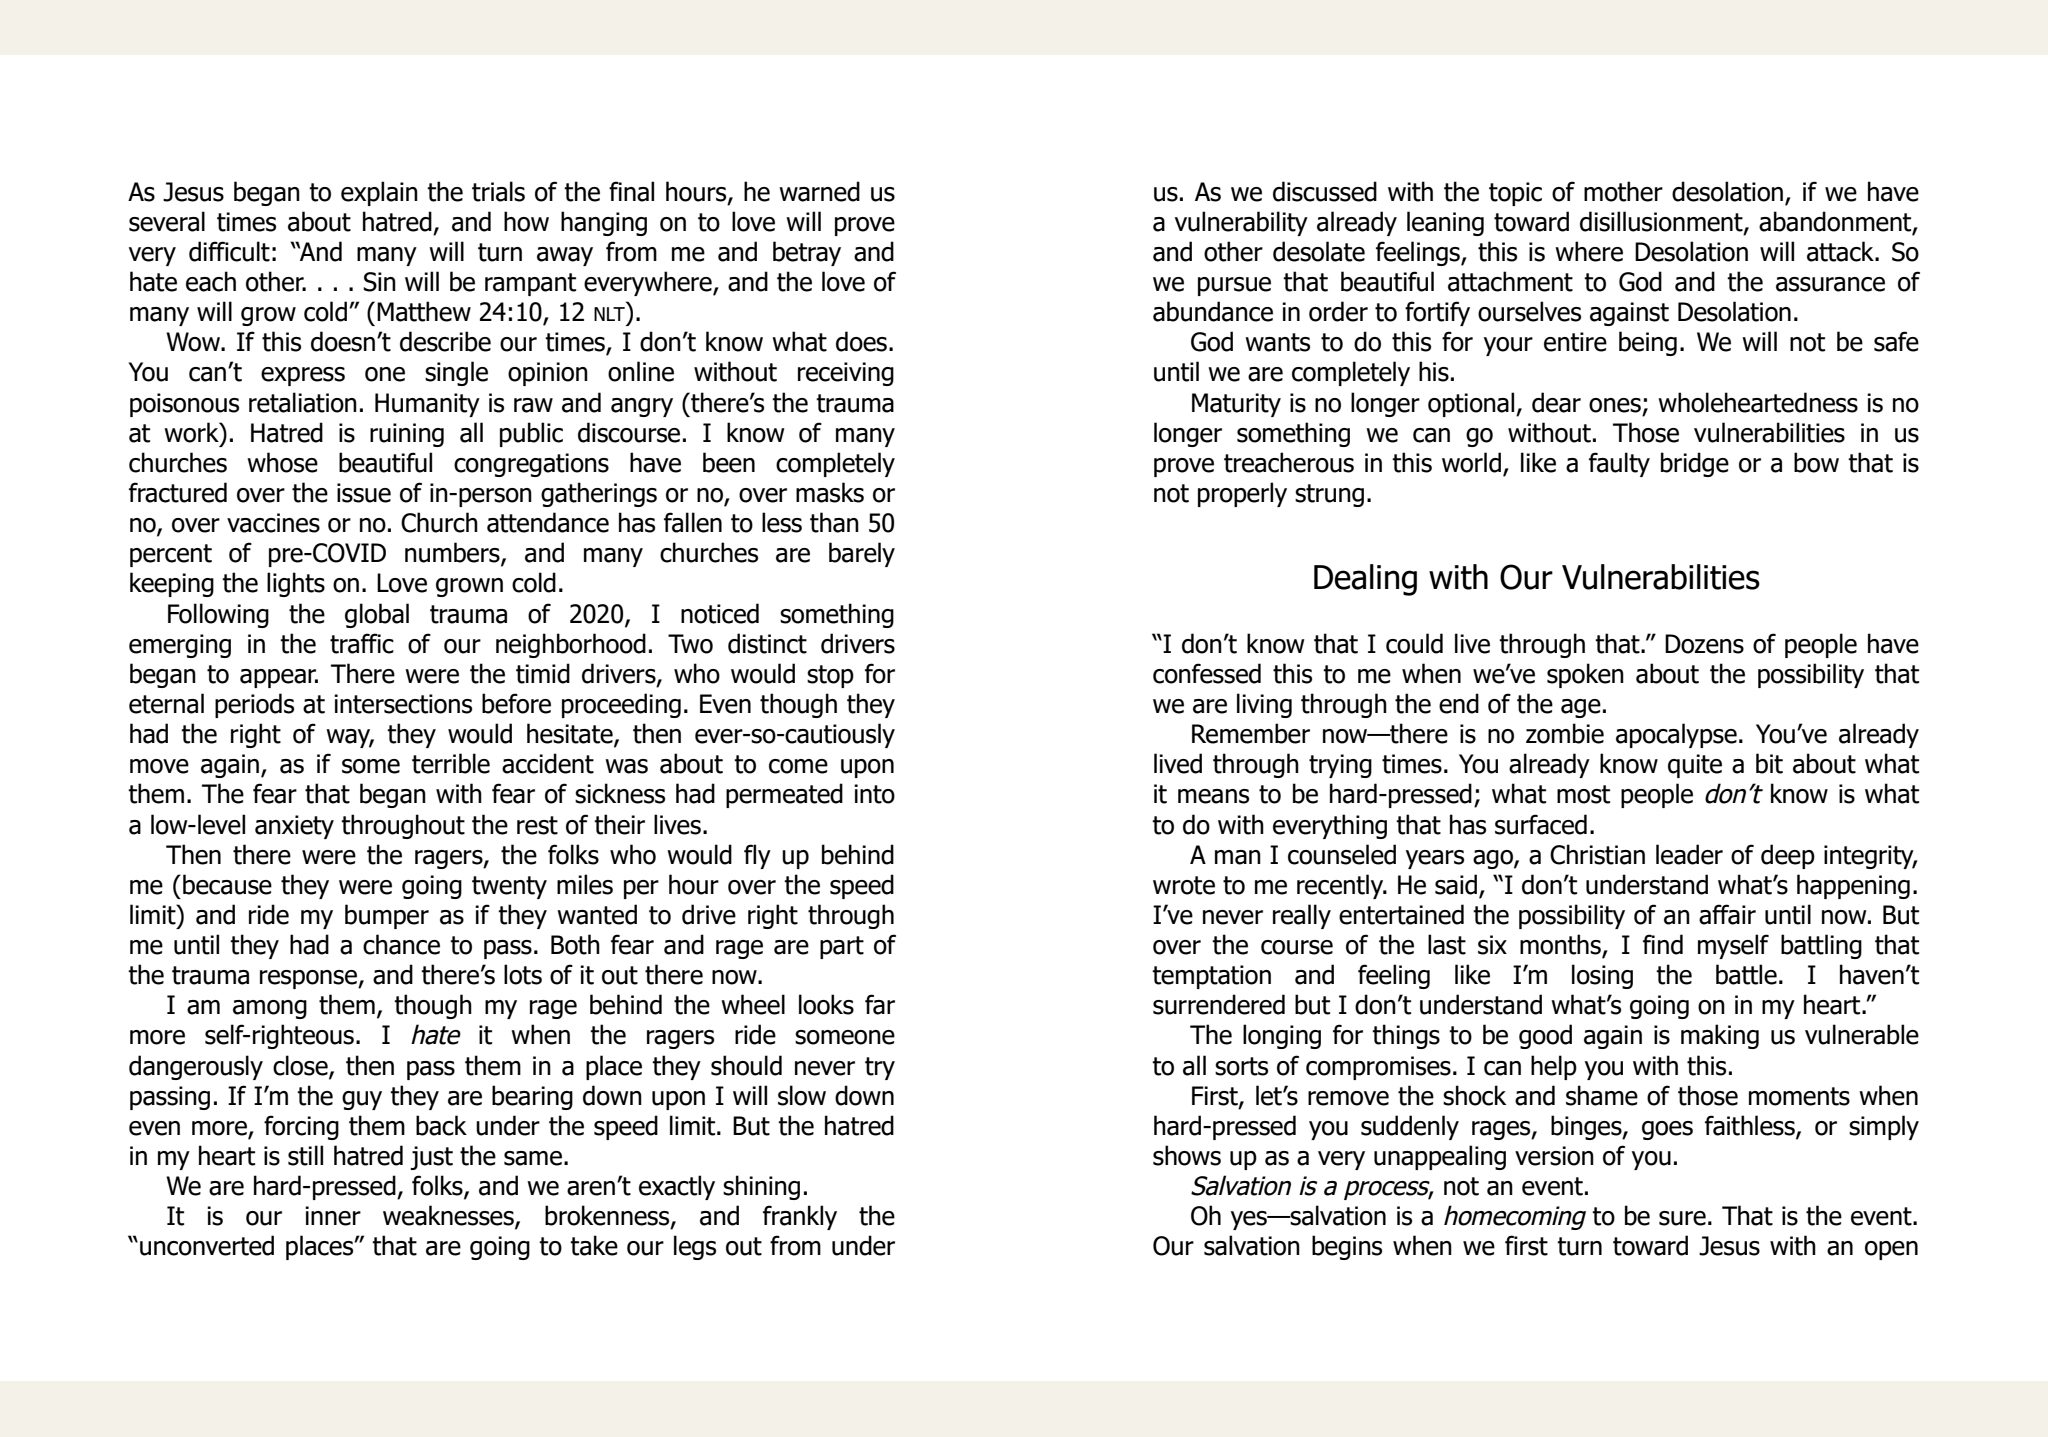 As Jesus began to explain the trials of the final hours, he warned us
several times about hatred, and how hanging on to love will prove
very difficult: “And many will turn away from me and betray and
hate each other. . . . Sin will be rampant everywhere, and the love of
many will grow cold” (Matthew 24:10, 12 NLT).
Wow. If this doesn’t describe our times, I don’t know what does.
You can’t express one single opinion online without receiving
poisonous retaliation. Humanity is raw and angry (there’s the trauma
at work). Hatred is ruining all public discourse. I know of many
churches whose beautiful congregations have been completely
fractured over the issue of in-person gatherings or no, over masks or
no, over vaccines or no. Church attendance has fallen to less than 50
percent of pre-COVID numbers, and many churches are barely
keeping the lights on. Love grown cold.
Following the global trauma of 2020, I noticed something
emerging in the traffic of our neighborhood. Two distinct drivers
began to appear. There were the timid drivers, who would stop for
eternal periods at intersections before proceeding. Even though they
had the right of way, they would hesitate, then ever-so-cautiously
move again, as if some terrible accident was about to come upon
them. The fear that began with fear of sickness had permeated into
a low-level anxiety throughout the rest of their lives.
Then there were the ragers, the folks who would fly up behind
me (because they were going twenty miles per hour over the speed
limit) and ride my bumper as if they wanted to drive right through
me until they had a chance to pass. Both fear and rage are part of
the trauma response, and there’s lots of it out there now.
I am among them, though my rage behind the wheel looks far
more self-righteous. I hate it when the ragers ride someone
dangerously close, then pass them in a place they should never try
passing. If I’m the guy they are bearing down upon I will slow down
even more, forcing them back under the speed limit. But the hatred
in my heart is still hatred just the same.
We are hard-pressed, folks, and we aren’t exactly shining.
It is our inner weaknesses, brokenness, and frankly the
“unconverted places” that are going to take our legs out from under
us. As we discussed with the topic of mother desolation, if we have
a vulnerability already leaning toward disillusionment, abandonment,
and other desolate feelings, this is where Desolation will attack. So
we pursue that beautiful attachment to God and the assurance of
abundance in order to fortify ourselves against Desolation.
God wants to do this for your entire being. We will not be safe
until we are completely his.
Maturity is no longer optional, dear ones; wholeheartedness is no
longer something we can go without. Those vulnerabilities in us
prove treacherous in this world, like a faulty bridge or a bow that is
not properly strung.
Dealing with Our Vulnerabilities
“I don’t know that I could live through that.” Dozens of people have
confessed this to me when we’ve spoken about the possibility that
we are living through the end of the age.
Remember now—there is no zombie apocalypse. You’ve already
lived through trying times. You already know quite a bit about what
it means to be hard-pressed; what most people don’t know is what
to do with everything that has surfaced.
A man I counseled years ago, a Christian leader of deep integrity,
wrote to me recently. He said, “I don’t understand what’s happening.
I’ve never really entertained the possibility of an affair until now. But
over the course of the last six months, I find myself battling that
temptation and feeling like I’m losing the battle. I haven’t
surrendered but I don’t understand what’s going on in my heart.”
The longing for things to be good again is making us vulnerable
to all sorts of compromises. I can help you with this.
First, let’s remove the shock and shame of those moments when
hard-pressed you suddenly rages, binges, goes faithless, or simply
shows up as a very unappealing version of you.
Salvation is a process, not an event.
Oh yes—salvation is a homecoming to be sure. That is the event.
Our salvation begins when we first turn toward Jesus with an open